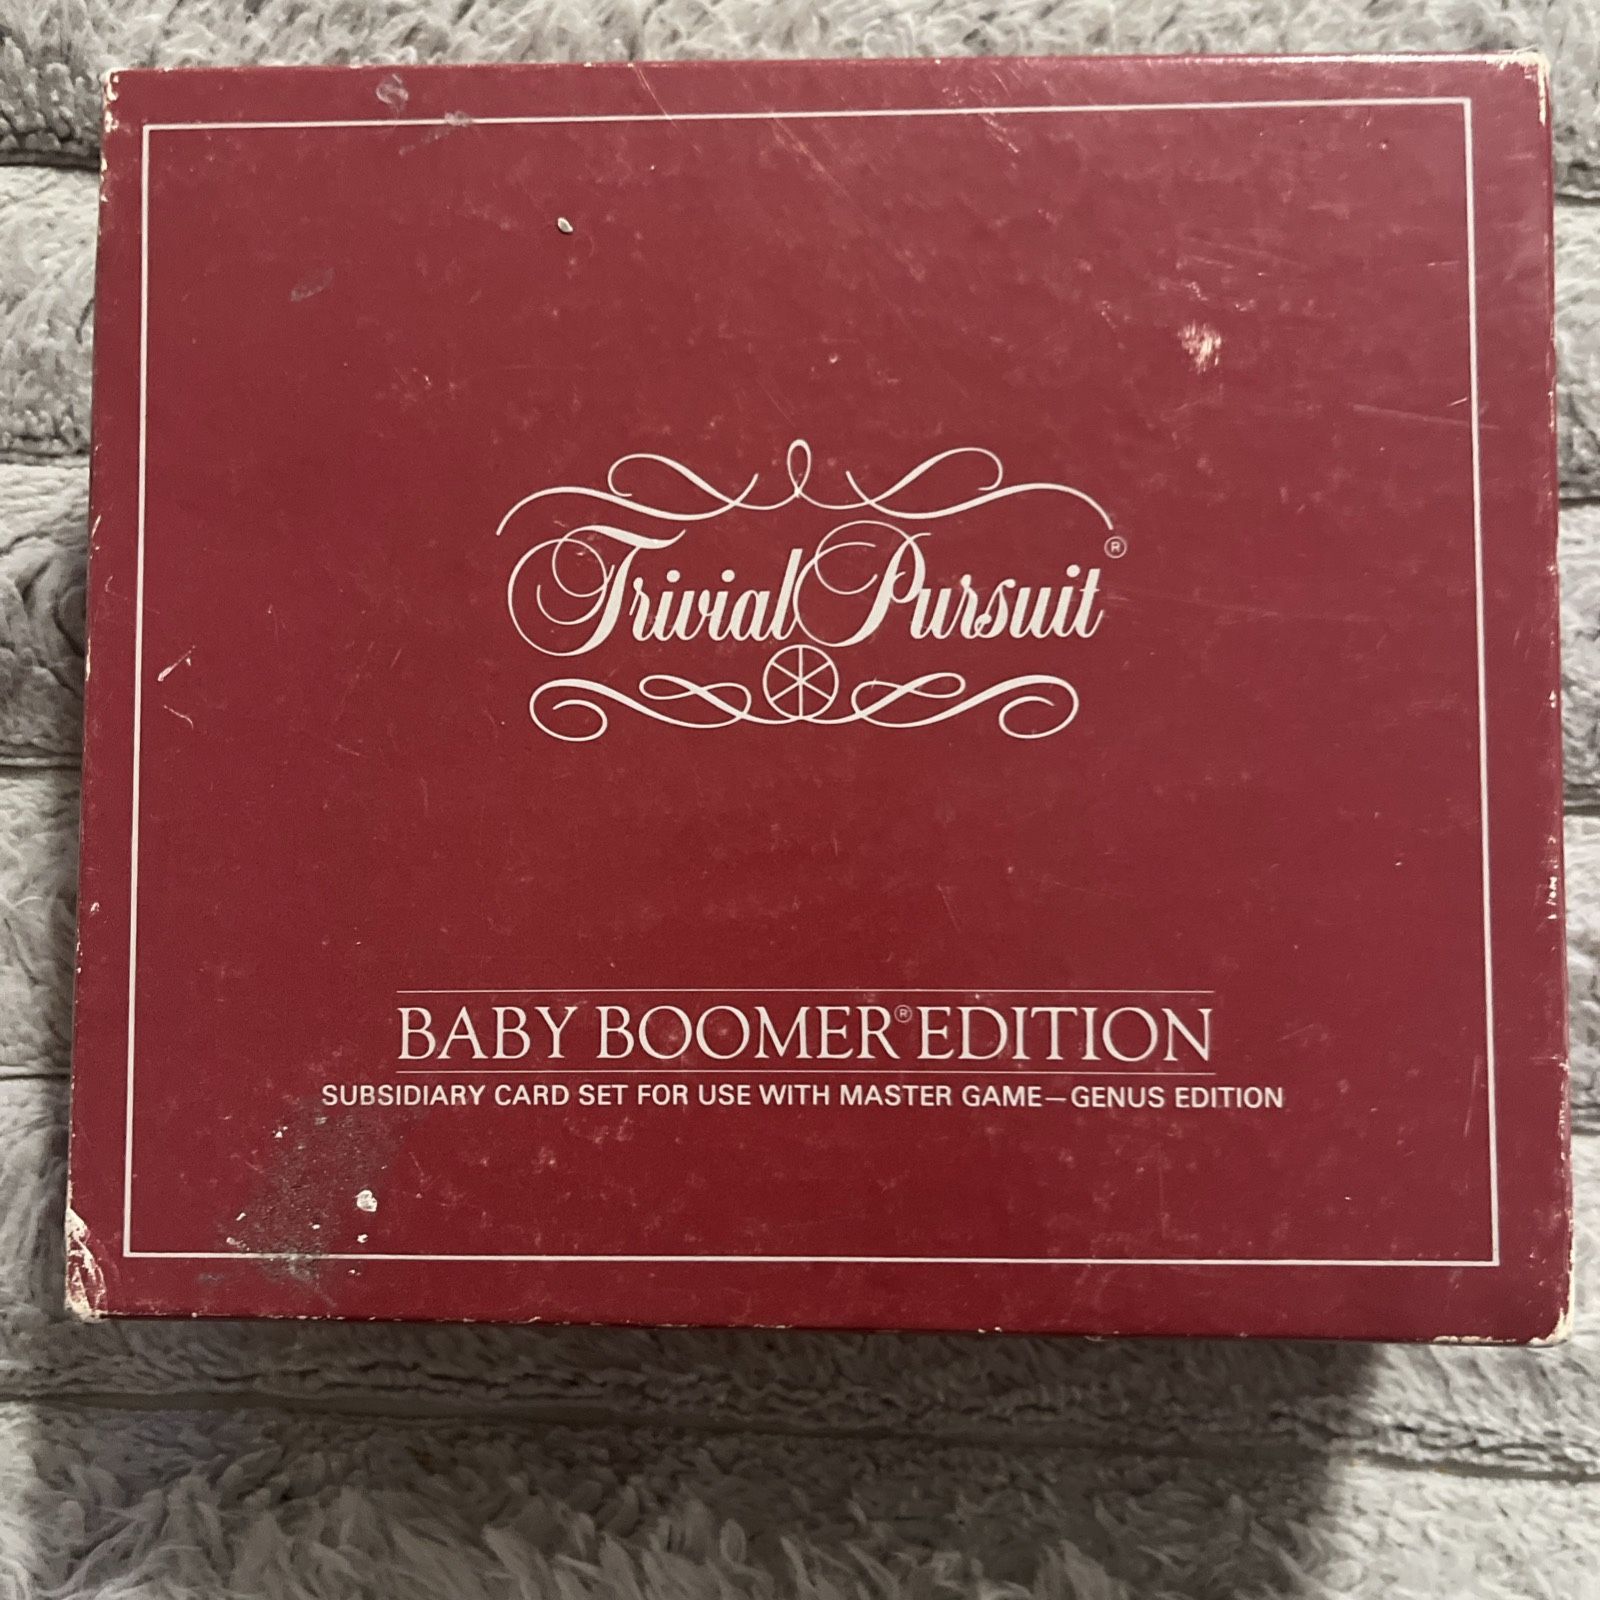 Trivial Pursuit®
BABY BOOMER® EDITION
SUBSIDIARY CARD SET FOR USE WITH MASTER GAME—GENUS EDITION